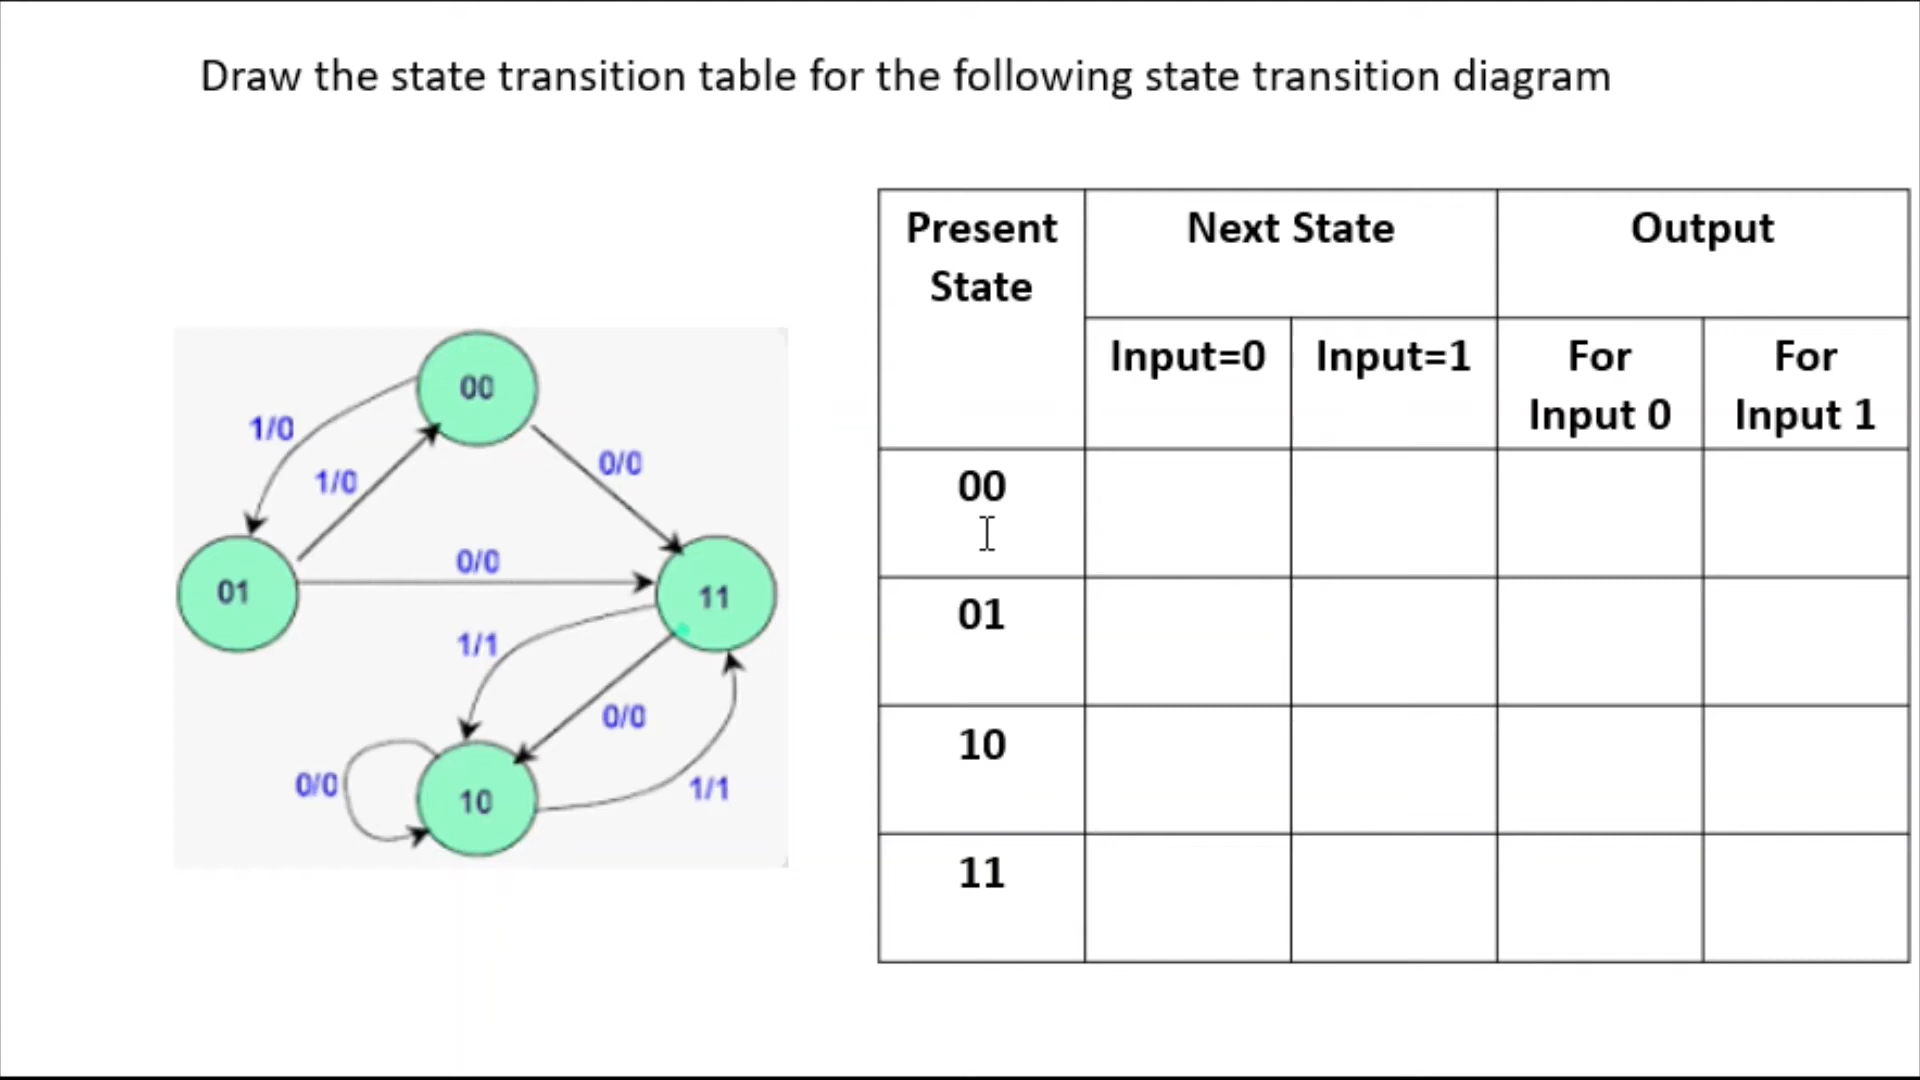 Draw the state transition table for the following state transition diagram
Present
State
Next State
Output
Input=0
Input=1
For
Input 0
For
Input 1
00
01
10
11
00
1/0
1/0
0/0
01
0/0
11
1/1
0/0
0/0
10
1/1